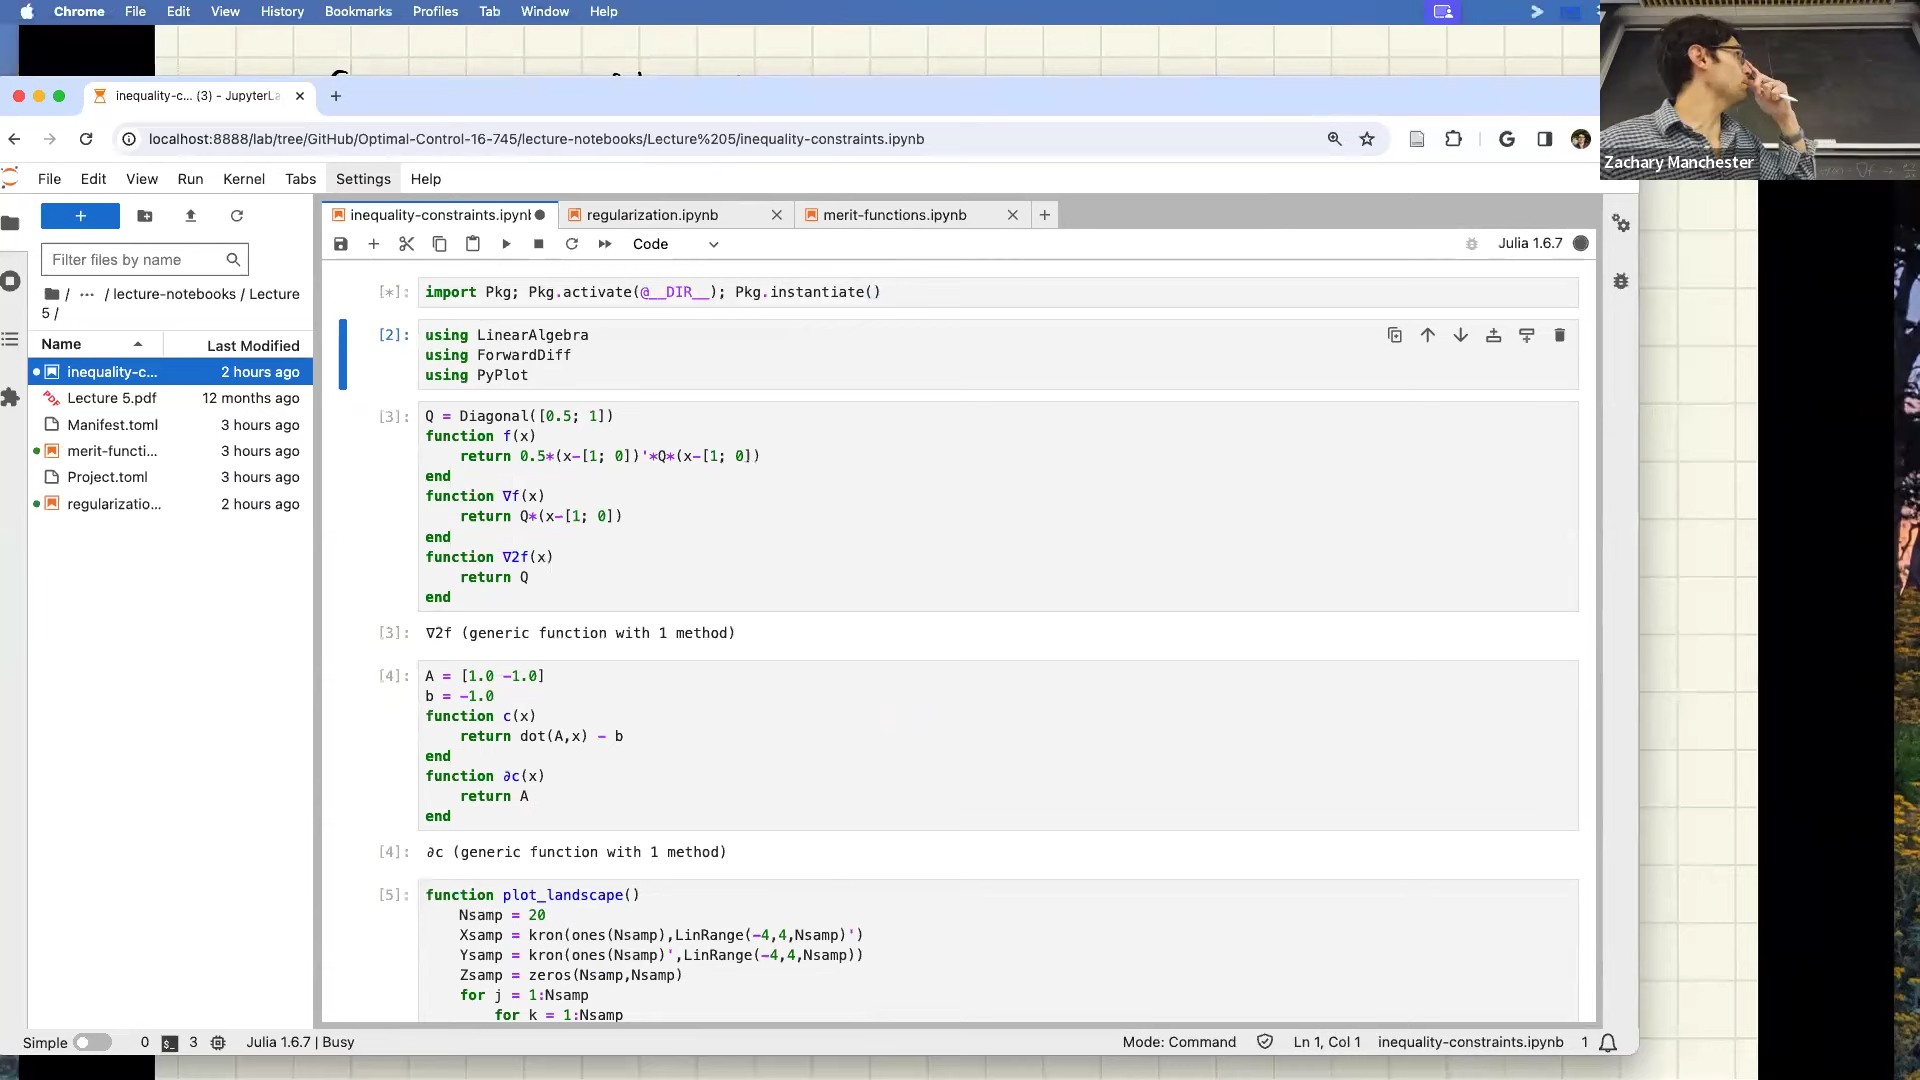 Chrome File Edit View History Bookmarks Profiles Tab Window Help
inequality-c... (3) - JupyterLa
localhost:8888/lab/tree/GitHub/Optimal-Control-16-745/lecture-notebooks/Lecture%205/inequality-constraints.ipynb
Zachary Manchester
File Edit View Run Kernel Tabs Settings Help
inequality-constraints.ipynb
regularization.ipynb
merit-functions.ipynb
Code
Julia 1.6.7
Filter files by name
/ ... / lecture-notebooks / Lecture
5 /
Name Last Modified
inequality-c... 2 hours ago
Lecture 5.pdf 12 months ago
Manifest.toml 3 hours ago
merit-functi... 3 hours ago
Project.toml 3 hours ago
regularizatio... 2 hours ago
[*]: import Pkg; Pkg.activate(@__DIR__); Pkg.instantiate()
[2]: using LinearAlgebra
using ForwardDiff
using PyPlot
[3]: Q = Diagonal([0.5; 1])
function f(x)
return 0.5*(x-[1; 0])'*Q*(x-[1; 0])
end
function ∇f(x)
return Q*(x-[1; 0])
end
function ∇2f(x)
return Q
end
[3]: ∇2f (generic function with 1 method)
[4]: A = [1.0 -1.0]
b = -1.0
function c(x)
return dot(A,x) - b
end
function ∂c(x)
return A
end
[4]: ∂c (generic function with 1 method)
[5]: function plot_landscape()
Nsamp = 20
Xsamp = kron(ones(Nsamp),LinRange(-4,4,Nsamp)')
Ysamp = kron(ones(Nsamp)',LinRange(-4,4,Nsamp))
Zsamp = zeros(Nsamp,Nsamp)
for j = 1:Nsamp
for k = 1:Nsamp
Simple 0 3 Julia 1.6.7 | Busy
Mode: Command Ln 1, Col 1 inequality-constraints.ipynb 1